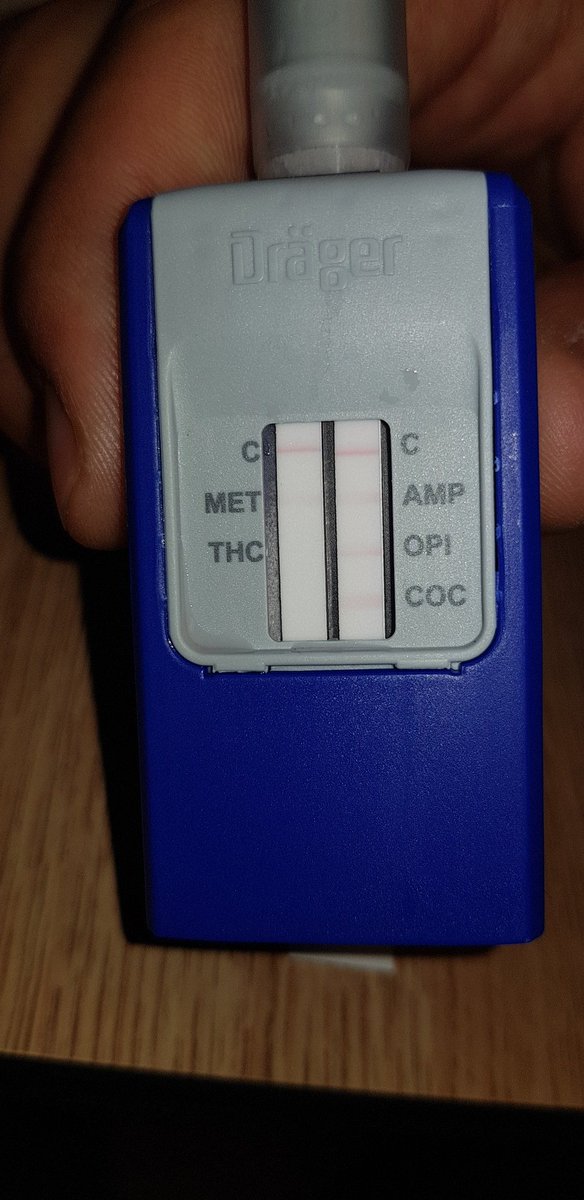 Dräger
C C
MET AMP
THC OPI
COC